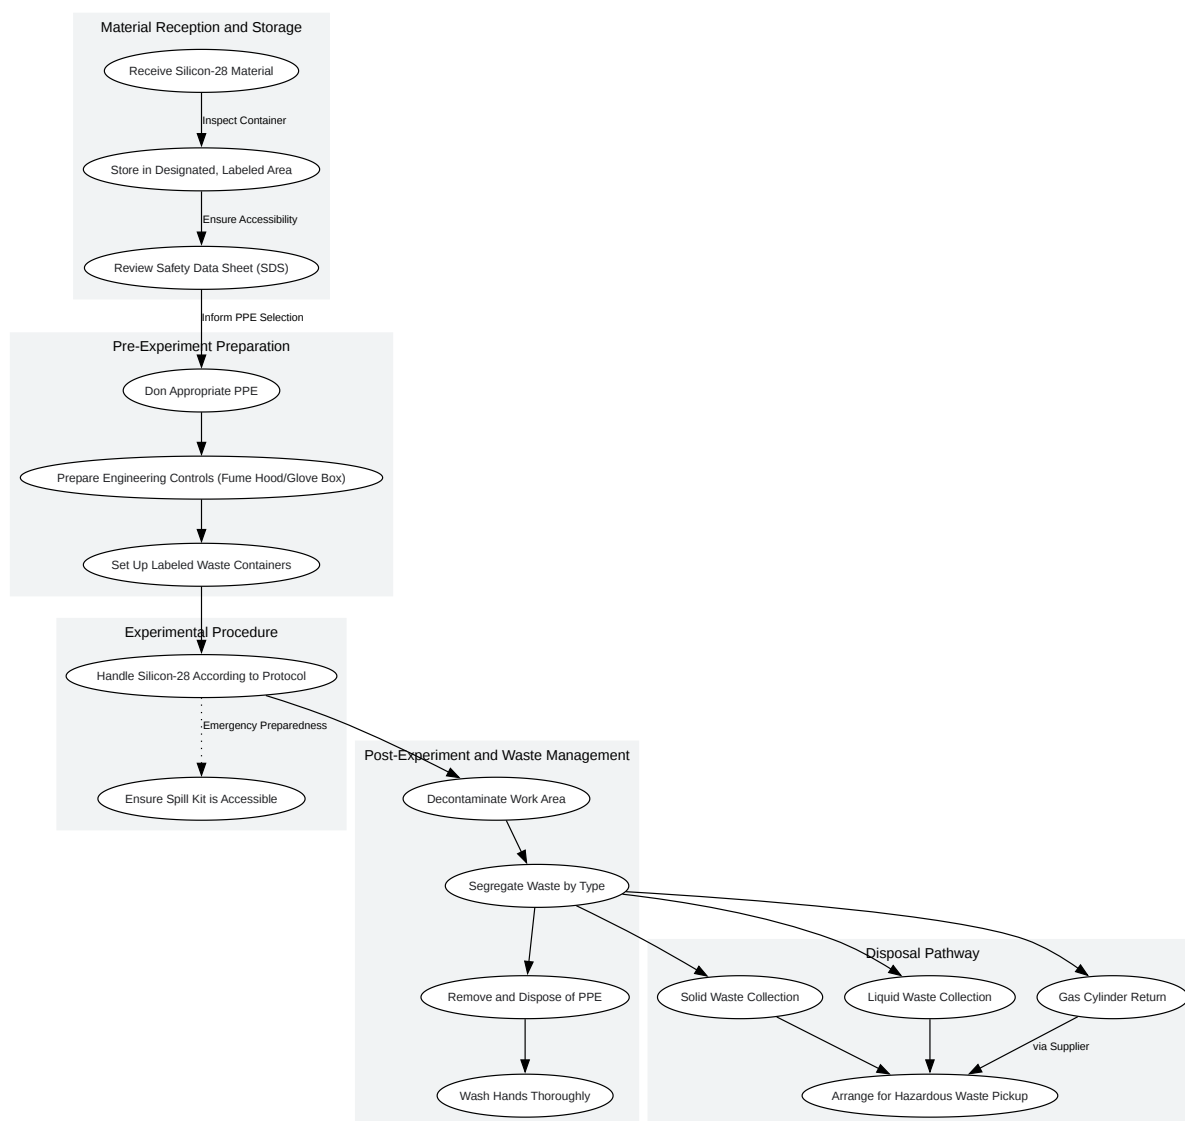 Material Reception and Storage
Receive Silicon-28 Material
Inspect Container
Store in Designated, Labeled Area
Ensure Accessibility
Review Safety Data Sheet (SDS)
Inform PPE Selection
Pre-Experiment Preparation
Don Appropriate PPE
Prepare Engineering Controls (Fume Hood/Glove Box)
Set Up Labeled Waste Containers
Experimental Procedure
Handle Silicon-28 According to Protocol
Emergency Preparedness
Ensure Spill Kit is Accessible
Post-Experiment and Waste Management
Decontaminate Work Area
Segregate Waste by Type
Remove and Dispose of PPE
Wash Hands Thoroughly
Disposal Pathway
Solid Waste Collection
Liquid Waste Collection
Gas Cylinder Return
via Supplier
Arrange for Hazardous Waste Pickup